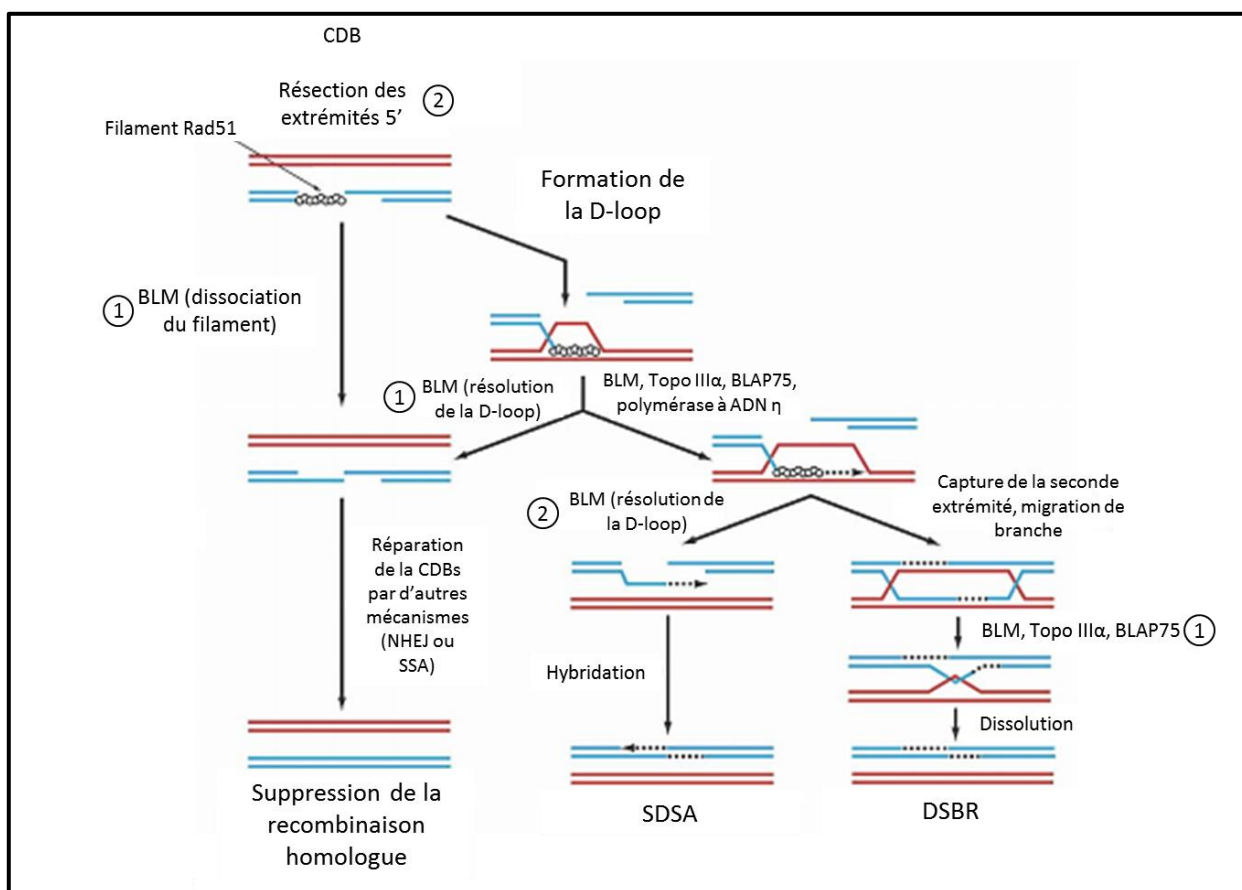 CDB
Résection des
extrémités 5’
2
Filament Rad51
Formation de
la D-loop
1
BLM (dissociation
du filament)
1
BLM (résolution
de la D-loop)
BLM, Topo IIIα, BLAP75,
polymérase à ADN η
2
BLM (résolution de
la D-loop)
Capture de la seconde
extrémité, migration de
branche
Réparation
de la CDBs
par d’autres
mécanismes
(NHEJ ou
SSA)
BLM, Topo IIIα, BLAP75
1
Hybridation
Dissolution
Suppression de la
recombinaison
homologue
SDSA
DSBR